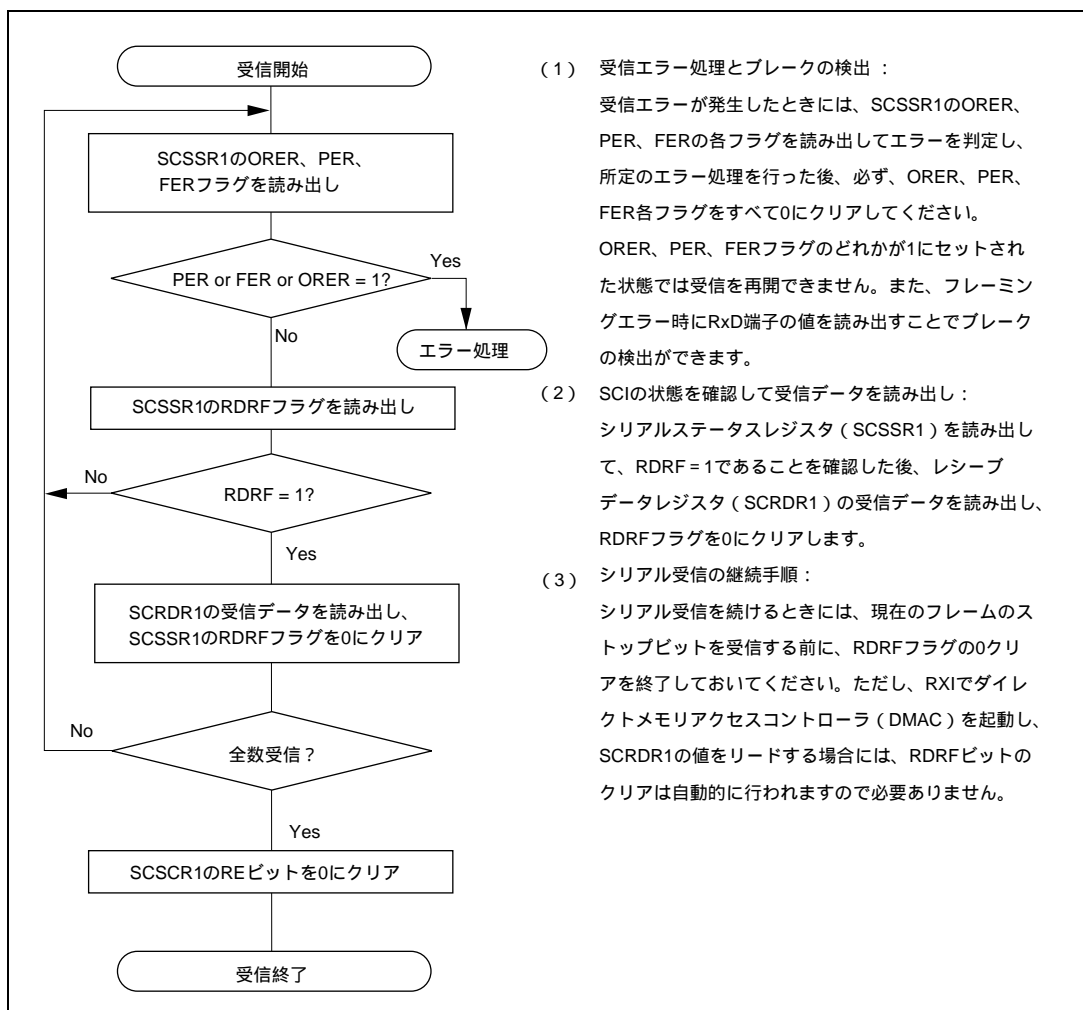 受信開始
SCSSR1のORER、PER、
FERフラグを読み出し
PER or FER or ORER = 1?
Yes
エラー処理
No
SCSSR1のRDRFフラグを読み出し
No
RDRF = 1?
Yes
SCRDR1の受信データを読み出し、
SCSSR1のRDRFフラグを0にクリア
No
全数受信？
Yes
SCSCR1のREビットを0にクリア
受信終了
（1） 受信エラー処理とブレークの検出 ：
受信エラーが発生したときには、SCSSR1のORER、
PER、FERの各フラグを読み出してエラーを判定し、
所定のエラー処理を行った後、必ず、ORER、PER、
FER各フラグをすべて0にクリアしてください。
ORER、PER、FERフラグのどれかが1にセットされ
た状態では受信を再開できません。また、フレーミン
グエラー時にRxD端子の値を読み出すことでブレーク
の検出ができます。
（2） SCIの状態を確認して受信データを読み出し：
シリアルステータスレジスタ（SCSSR1）を読み出し
て、RDRF = 1であることを確認した後、レシーブ
データレジスタ（SCRDR1）の受信データを読み出し、
RDRFフラグを0にクリアします。
（3） シリアル受信の継続手順：
シリアル受信を続けるときには、現在のフレームのス
トップビットを受信する前に、RDRFフラグの0クリ
アを終了しておいてください。ただし、RXIでダイレ
クトメモリアクセスコントローラ（DMAC）を起動し、
SCRDR1の値をリードする場合には、RDRFビットの
クリアは自動的に行われますので必要ありません。